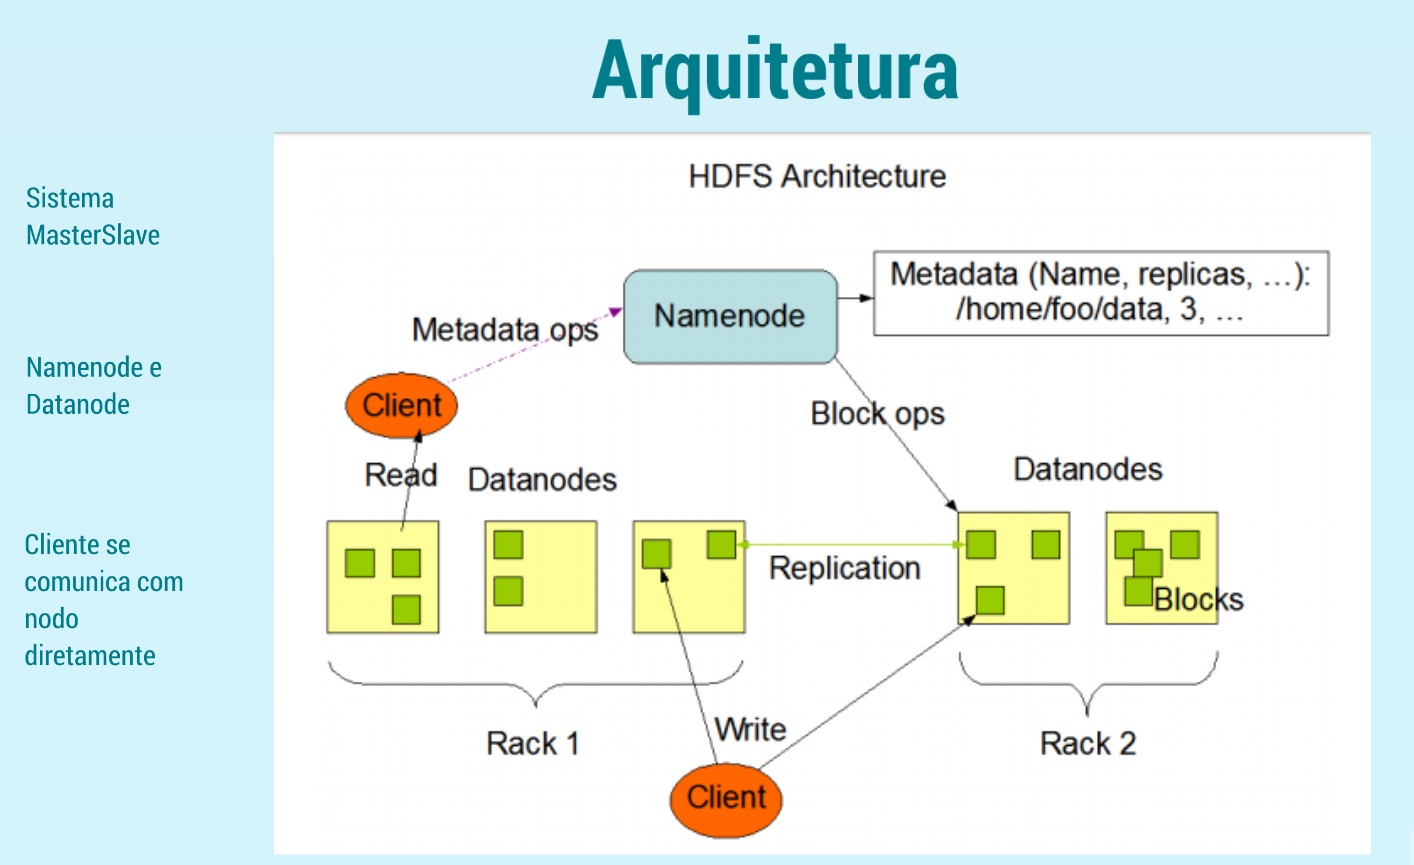 Arquitetura
Sistema
MasterSlave
Namenode e
Datanode
Cliente se
comunica com
nodo
diretamente
HDFS Architecture
Metadata (Name, replicas, …):
/home/foo/data, 3, …
Namenode
Metadata ops
Client
Block ops
Read
Datanodes
Datanodes
Replication
Blocks
Rack 1
Write
Rack 2
Client